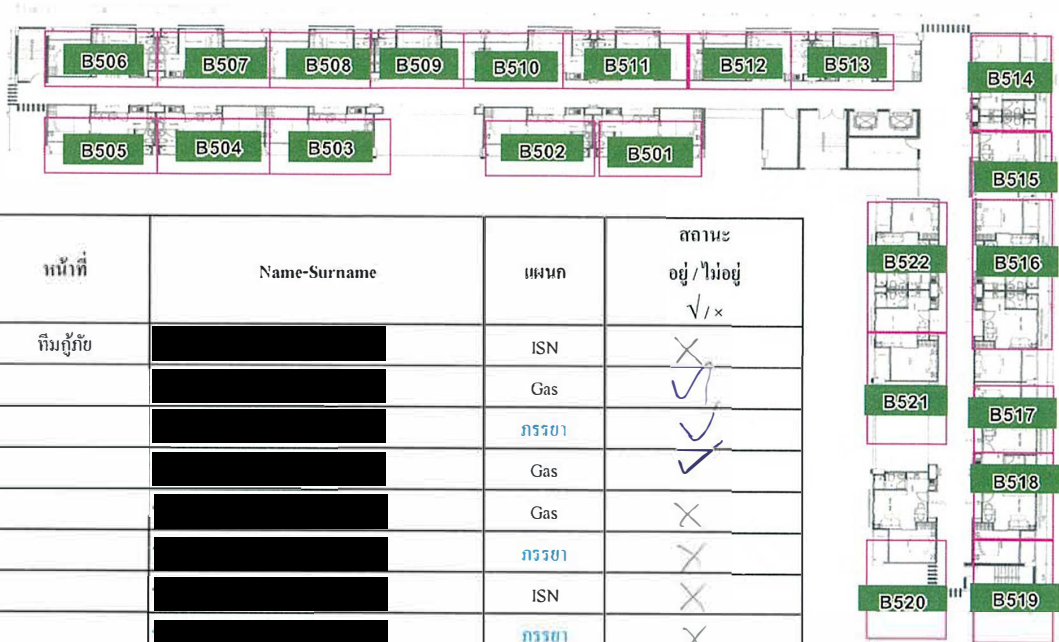 B506 B507 B508 B509 B510 B511 B512 B513
B514
B505 B504 B503 B502 B501
B515
B522 B516
B521 B517
B518
B520 B519
หน้าที่ Name-Surname แผนก สถานะ
อยู่ / ไม่อยู่
√ / ×
ทีมกู้ภัย ISN ×
Gas √
ภรรยา √
Gas √
Gas ×
ภรรยา ×
ISN ×
ภรรยา ×